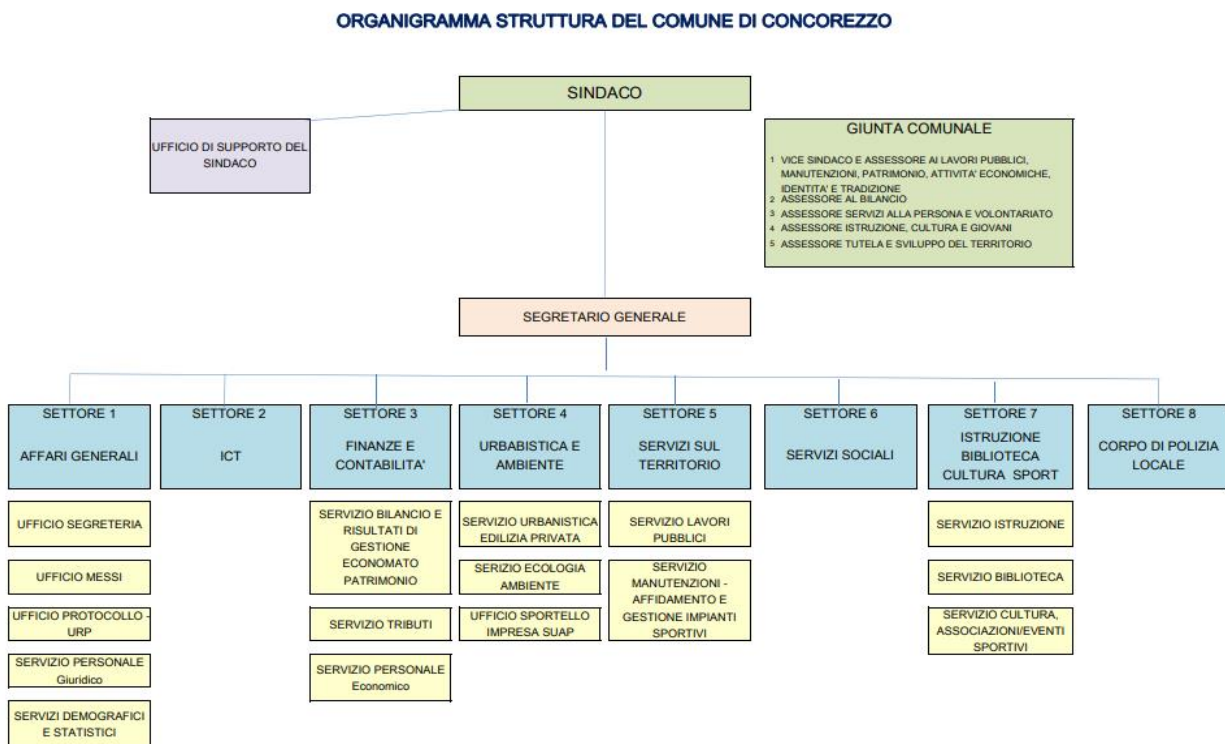 ORGANIGRAMMA STRUTTURA DEL COMUNE DI CONCOREZZO
SINDACO
UFFICIO DI SUPPORTO DEL
SINDACO
GIUNTA COMUNALE
1 VICE SINDACO E ASSESSORE AI LAVORI PUBBLICI,
MANUTENZIONI, PATRIMONIO, ATTIVITA' ECONOMICHE,
IDENTITA' E TRADIZIONE
2 ASSESSORE AL BILANCIO
3 ASSESSORE SERVIZI ALLA PERSONA E VOLONTARIATO
4 ASSESSORE ISTRUZIONE, CULTURA E GIOVANI
5 ASSESSORE TUTELA E SVILUPPO DEL TERRITORIO
SEGRETARIO GENERALE
SETTORE 1
AFFARI GENERALI
UFFICIO SEGRETERIA
UFFICIO MESSI
UFFICIO PROTOCOLLO -
URP
SERVIZIO PERSONALE
Giuridico
SERVIZI DEMOGRAFICI
E STATISTICI
SETTORE 2
ICT
SETTORE 3
FINANZE E
CONTABILITA'
SERVIZIO BILANCIO E
RISULTATI DI
GESTIONE
ECONOMATO
PATRIMONIO
SERVIZIO TRIBUTI
SERVIZIO PERSONALE
Economico
SETTORE 4
URBABISTICA E
AMBIENTE
SERVIZIO URBANISTICA
EDILIZIA PRIVATA
SERIZIO ECOLOGIA
AMBIENTE
UFFICIO SPORTELLO
IMPRESA SUAP
SETTORE 5
SERVIZI SUL
TERRITORIO
SERVIZIO LAVORI
PUBBLICI
SERVIZIO
MANUTENZIONI -
AFFIDAMENTO E
GESTIONE IMPIANTI
SPORTIVI
SETTORE 6
SERVIZI SOCIALI
SETTORE 7
ISTRUZIONE
BIBLIOTECA
CULTURA SPORT
SERVIZIO ISTRUZIONE
SERVIZIO BIBLIOTECA
SERVIZIO CULTURA,
ASSOCIAZIONI/EVENTI
SPORTIVI
SETTORE 8
CORPO DI POLIZIA
LOCALE